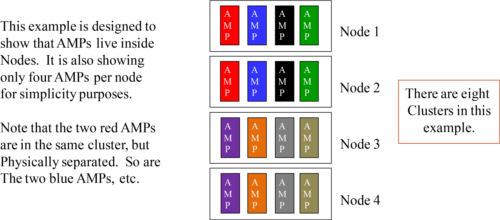 This example is designed to
show that AMPs live inside
Nodes.  It is also showing
only four AMPs per node
for simplicity purposes.
Note that the two red AMPs
are in the same cluster, but
Physically separated.  So are
The two blue AMPs, etc.
A
M
P
A
M
P
A
M
P
A
M
P
Node 1
A
M
P
A
M
P
A
M
P
A
M
P
Node 2
A
M
P
A
M
P
A
M
P
A
M
P
Node 3
A
M
P
A
M
P
A
M
P
A
M
P
Node 4
There are eight
Clusters in this
example.